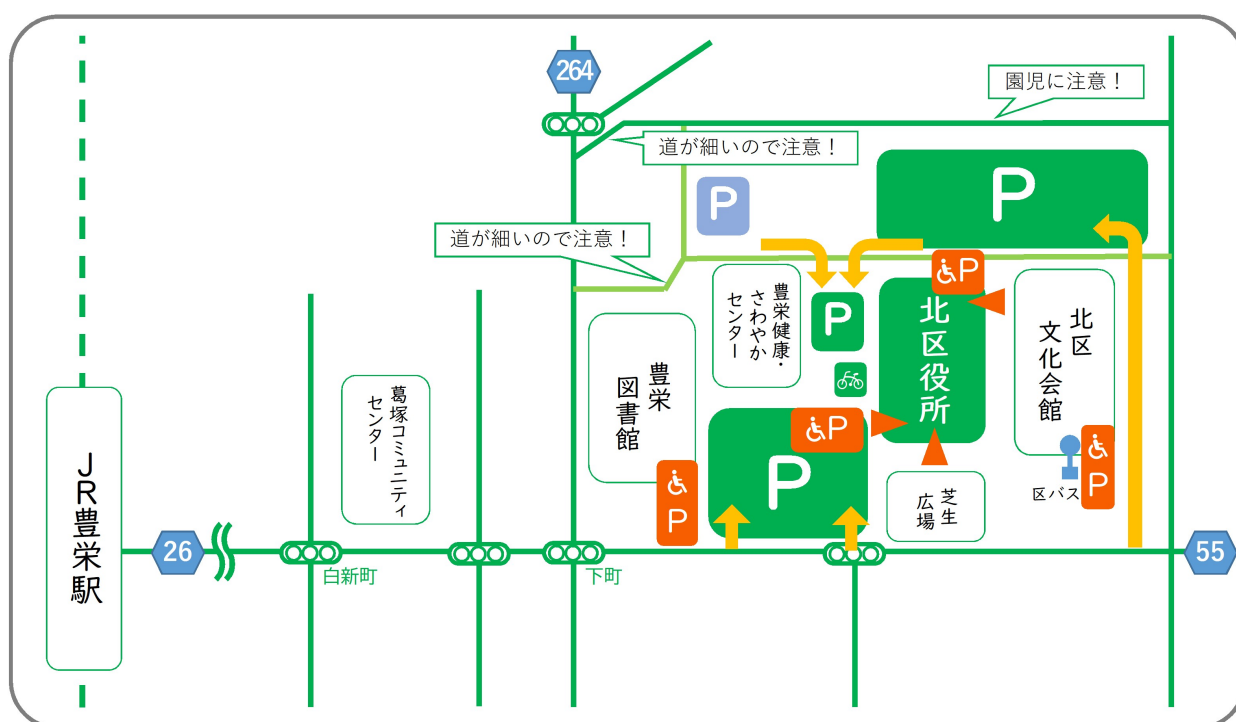 264
園児に注意！
道が細いので注意！
P
P
道が細いので注意！
P
豊栄健康・
さわやか
センター
P
北区役所
北区
文化会館
豊栄
図書館
葛塚コミュニティ
センター
P
P
P
P
区バス
芝生
広場
JR豊栄駅
26
白新町
下町
55